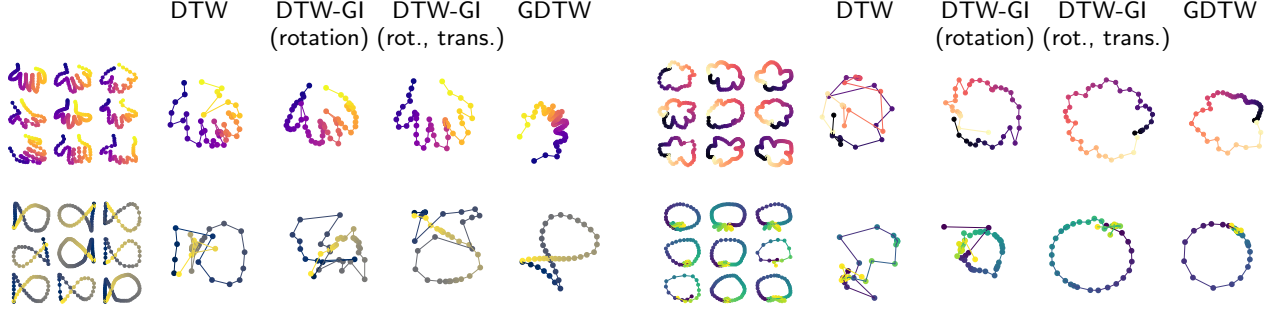 DTW DTW-GI DTW-GI GDTW DTW DTW-GI DTW-GI GDTW
(rotation) (rot., trans.) (rotation) (rot., trans.)